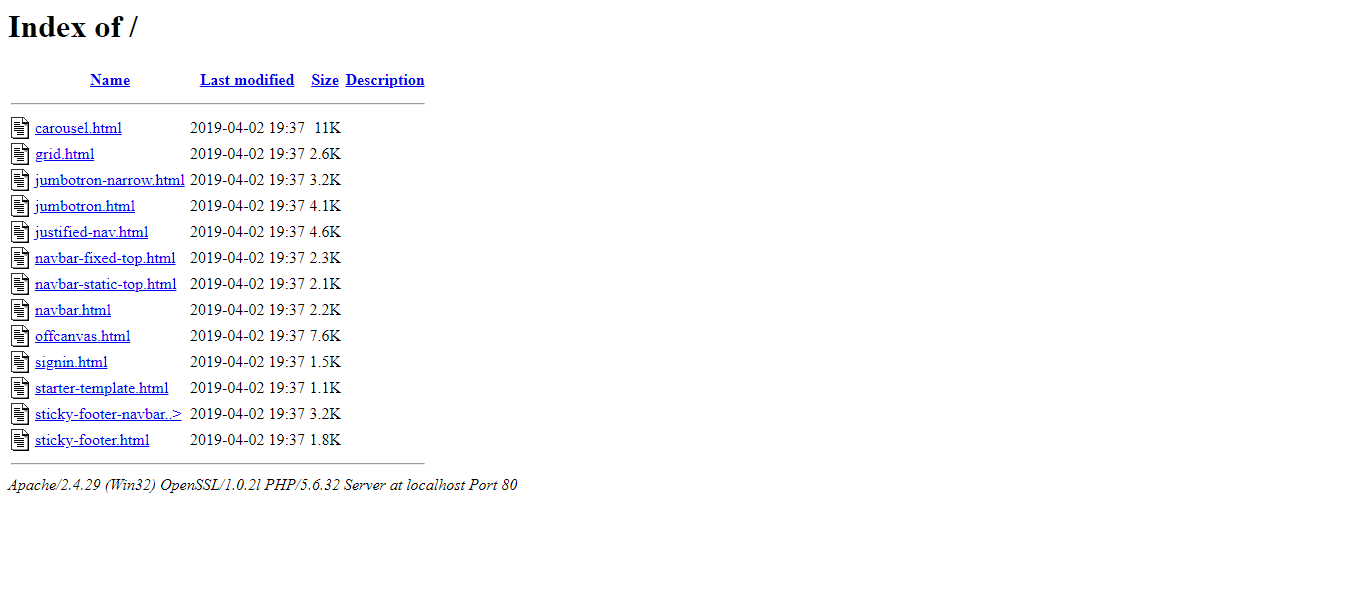 Index of /
Name Last modified Size Description
carousel.html 2019-04-02 19:37 11K
grid.html 2019-04-02 19:37 2.6K
jumbotron-narrow.html 2019-04-02 19:37 3.2K
jumbotron.html 2019-04-02 19:37 4.1K
justified-nav.html 2019-04-02 19:37 4.6K
navbar-fixed-top.html 2019-04-02 19:37 2.3K
navbar-static-top.html 2019-04-02 19:37 2.1K
navbar.html 2019-04-02 19:37 2.2K
offcanvas.html 2019-04-02 19:37 7.6K
signin.html 2019-04-02 19:37 1.5K
starter-template.html 2019-04-02 19:37 1.1K
sticky-footer-navbar..> 2019-04-02 19:37 3.2K
sticky-footer.html 2019-04-02 19:37 1.8K
Apache/2.4.29 (Win32) OpenSSL/1.0.2l PHP/5.6.32 Server at localhost Port 80